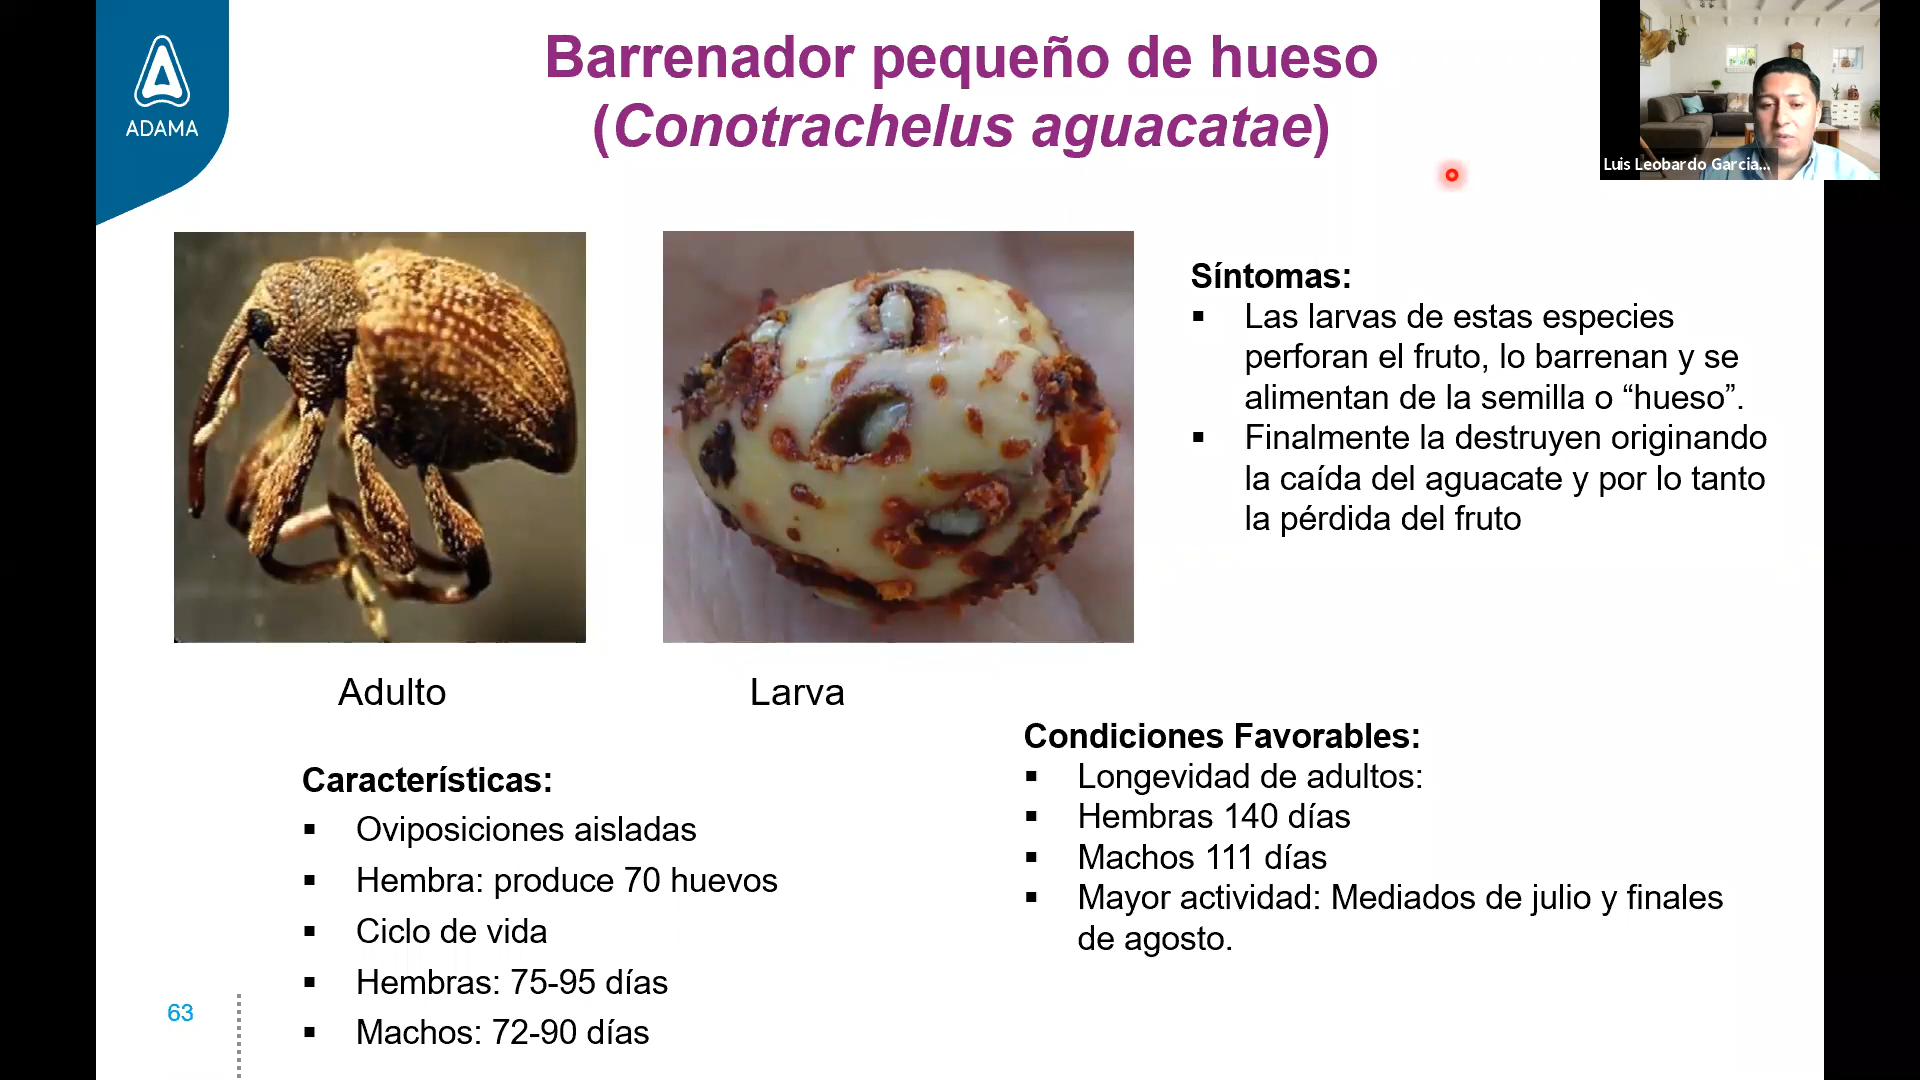 ADAMA
Barrenador pequeño de hueso
(Conotrachelus aguacatae)
Luis Leobardo Garcia...
Síntomas:
▪ Las larvas de estas especies
perforan el fruto, lo barrenan y se
alimentan de la semilla o “hueso”.
▪ Finalmente la destruyen originando
la caída del aguacate y por lo tanto
la pérdida del fruto
Adulto
Larva
Características:
▪ Oviposiciones aisladas
▪ Hembra: produce 70 huevos
▪ Ciclo de vida
▪ Hembras: 75-95 días
▪ Machos: 72-90 días
Condiciones Favorables:
▪ Longevidad de adultos:
▪ Hembras 140 días
▪ Machos 111 días
▪ Mayor actividad: Mediados de julio y finales
de agosto.
63